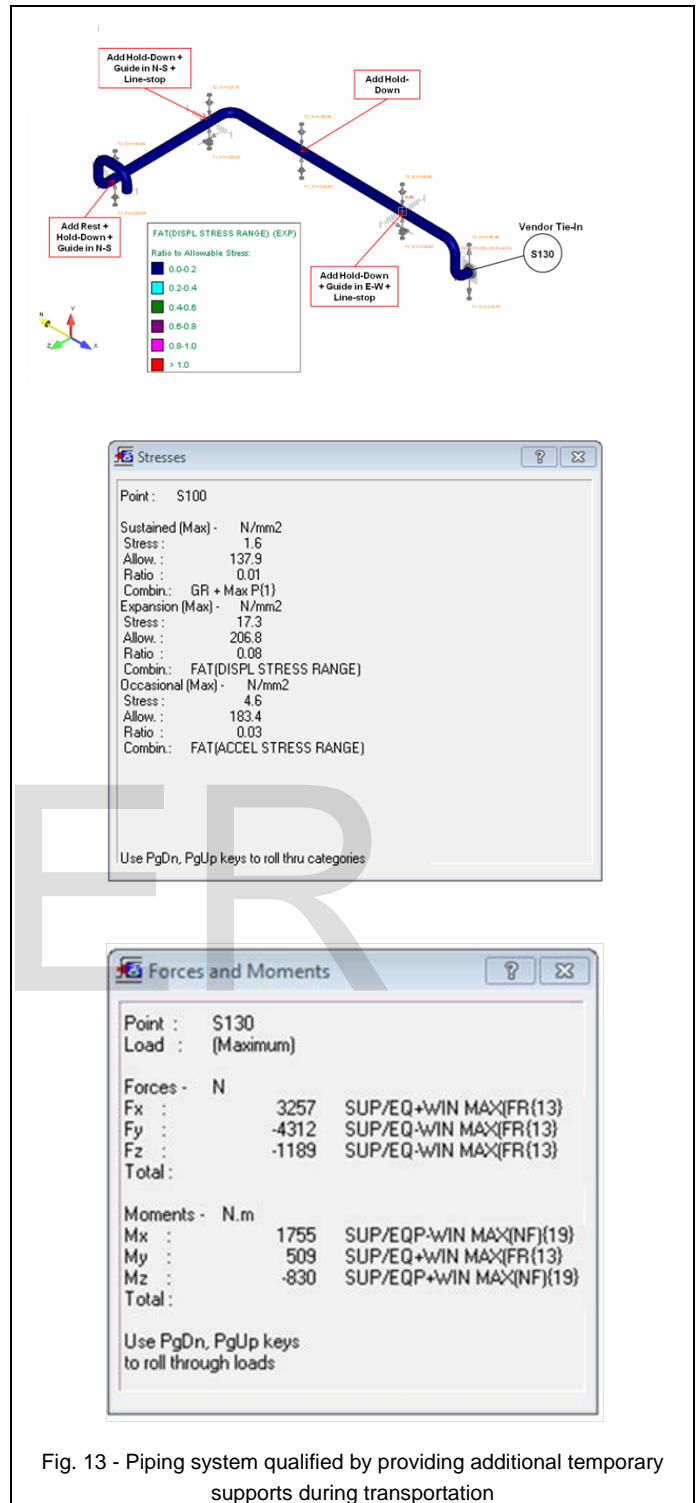 Add Hold-Down +
Guide in N-S +
Line-stop
Add Hold-
Down
Add Rest +
Hold-Down +
Guide in N-S
Add Hold-Down
+ Guide in E-W +
Line-stop
Vendor Tie-In
S130
FAT(DISPL STRESS RANGE) (EXP)
Ratio to Allowable Stress:
0.0-0.2
0.2-0.4
0.4-0.6
0.6-0.8
0.8-1.0
> 1.0
N
Y
Z
X
Stresses
Point : S100
Sustained (Max) - N/mm2
Stress : 1.6
Allow. : 137.9
Ratio : 0.01
Combin.: GR + Max P{1}
Expansion (Max) - N/mm2
Stress : 17.3
Allow. : 206.8
Ratio : 0.08
Combin.: FAT(DISPL STRESS RANGE)
Occasional (Max) - N/mm2
Stress : 4.6
Allow. : 183.4
Ratio : 0.03
Combin.: FAT(ACCEL STRESS RANGE)
Use PgDn, PgUp keys to roll thru categories
ER
Forces and Moments
Point : S130
Load : (Maximum)
Forces - N
Fx : 3257 SUP/EQ+WIN MAX(FR{13}
Fy : -4312 SUP/EQ-WIN MAX(FR{13}
Fz : -1189 SUP/EQ-WIN MAX(FR{13}
Total :
Moments - N.m
Mx : 1755 SUP/EQP-WIN MAX(NF){19}
My : 509 SUP/EQ+WIN MAX(FR{13}
Mz : -830 SUP/EQP+WIN MAX(NF){19}
Total :
Use PgDn, PgUp keys
to roll through loads
Fig. 13 - Piping system qualified by providing additional temporary
supports during transportation